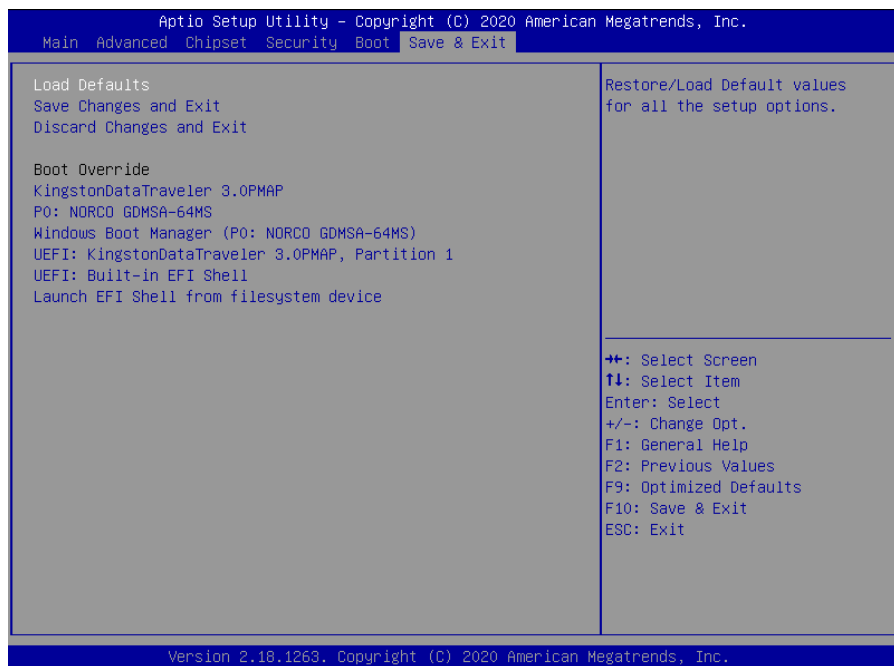 Aptio Setup Utility – Copyright (C) 2020 American Megatrends, Inc.
Main Advanced Chipset Security Boot Save & Exit
Load Defaults
Save Changes and Exit
Discard Changes and Exit
Boot Override
KingstonDataTraveler 3.0PMAP
P0: NORCO GDMSA-64MS
Windows Boot Manager (P0: NORCO GDMSA-64MS)
UEFI: KingstonDataTraveler 3.0PMAP, Partition 1
UEFI: Built-in EFI Shell
Launch EFI Shell from filesystem device
Restore/Load Default values
for all the setup options.
→←: Select Screen
↑↓: Select Item
Enter: Select
+/-: Change Opt.
F1: General Help
F2: Previous Values
F9: Optimized Defaults
F10: Save & Exit
ESC: Exit
Version 2.18.1263. Copyright (C) 2020 American Megatrends, Inc.